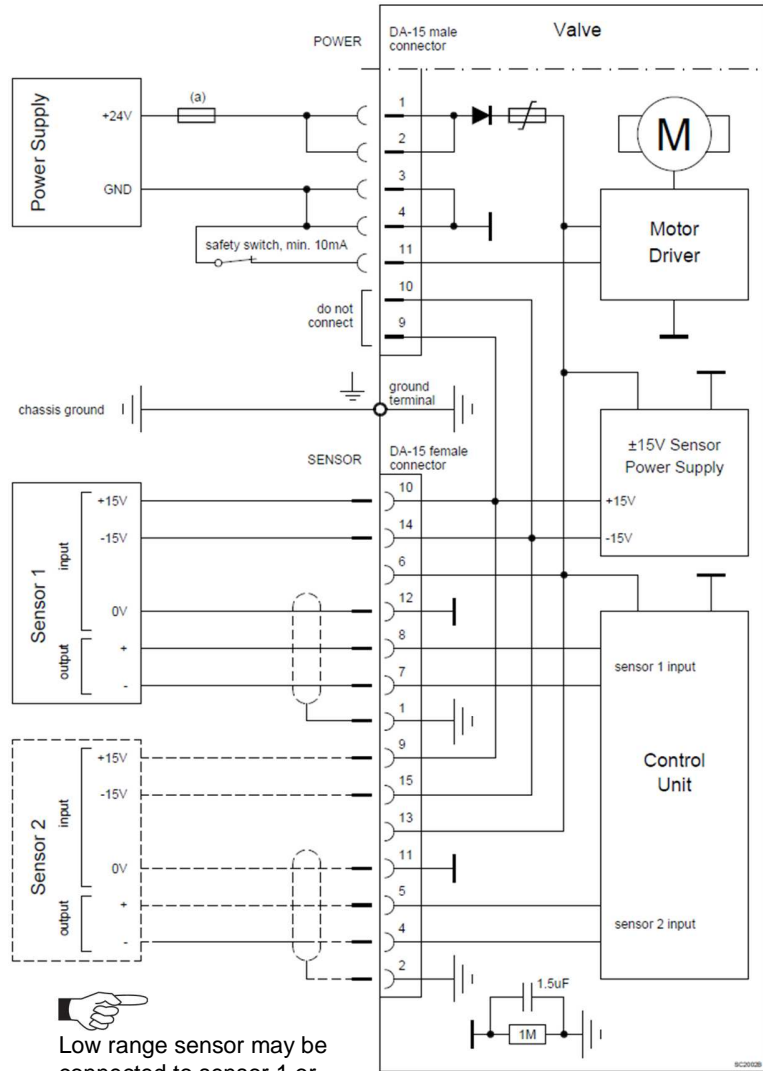 POWER
DA-15 male
connector
Valve
Power Supply
+24V
(a)
GND
safety switch, min. 10mA
do not
connect
1
2
3
4
11
10
9
M
Motor
Driver
chassis ground
ground
terminal
SENSOR
DA-15 female
connector
±15V Sensor
Power Supply
+15V
-15V
Sensor 1
input
+15V
-15V
0V
output
+
-
10
14
6
12
8
7
1
sensor 1 input
Control
Unit
sensor 2 input
Sensor 2
input
+15V
-15V
0V
output
+
-
9
15
13
11
5
4
2
1.5uF
1M
Low range sensor may be
connected to sensor 1 or
SC2002B